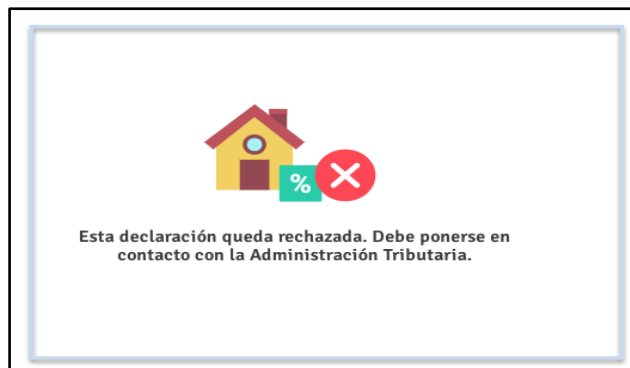 %
Esta declaración queda rechazada. Debe ponerse en
contacto con la Administración Tributaria.